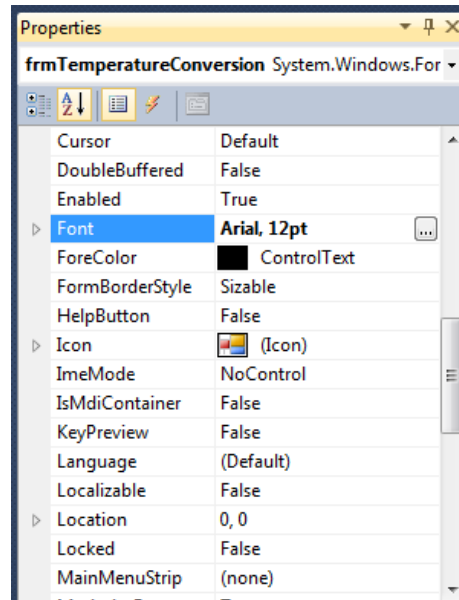 Properties
frmTemperatureConversion System.Windows.For
A
Z
Cursor Default
DoubleBuffered False
Enabled True
Font Arial, 12pt ...
ForeColor ControlText
FormBorderStyle Sizable
HelpButton False
Icon (Icon)
ImeMode NoControl
IsMdiContainer False
KeyPreview False
Language (Default)
Localizable False
Location 0, 0
Locked False
MainMenuStrip (none)